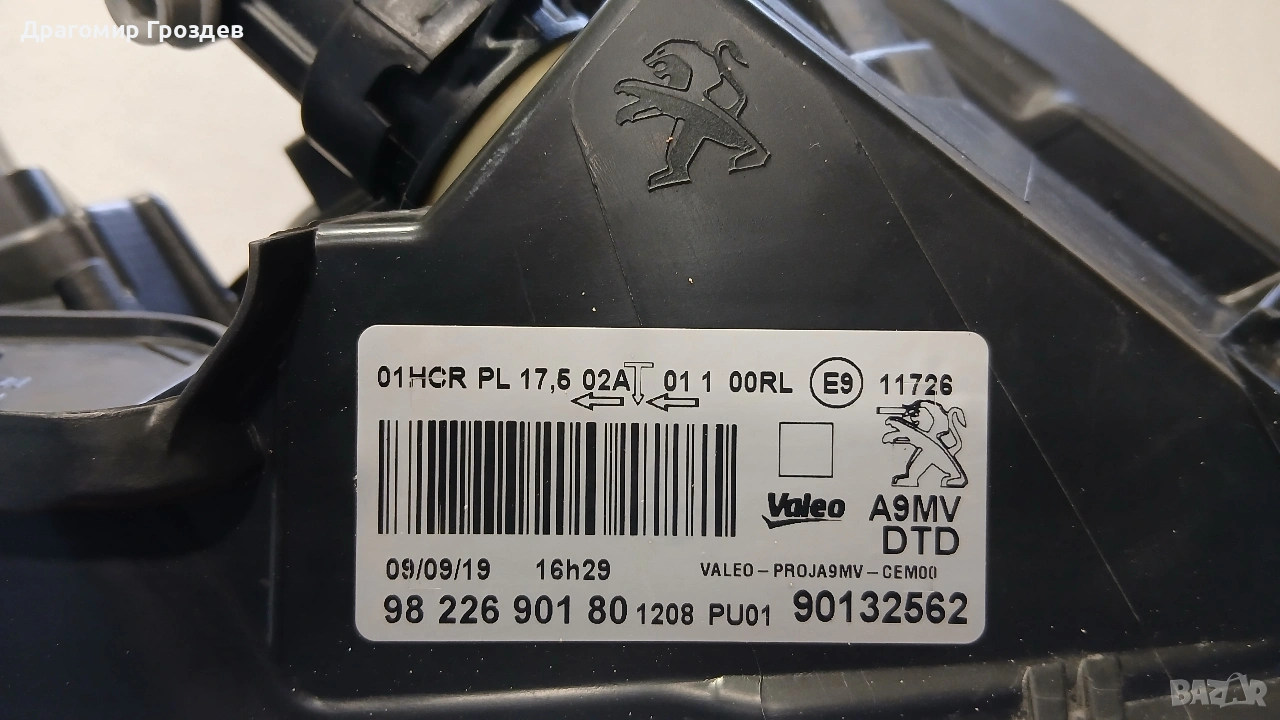 Драгомир Гроздев
01HCR PL 17,5 02A 01 1 00RL E9 11726
Valeo
A9MV
DTD
09/09/19 16h29 VALEO-PROJA9MV-CEM00
98 226 901 80 1208 PU01 90132562
BAZAR